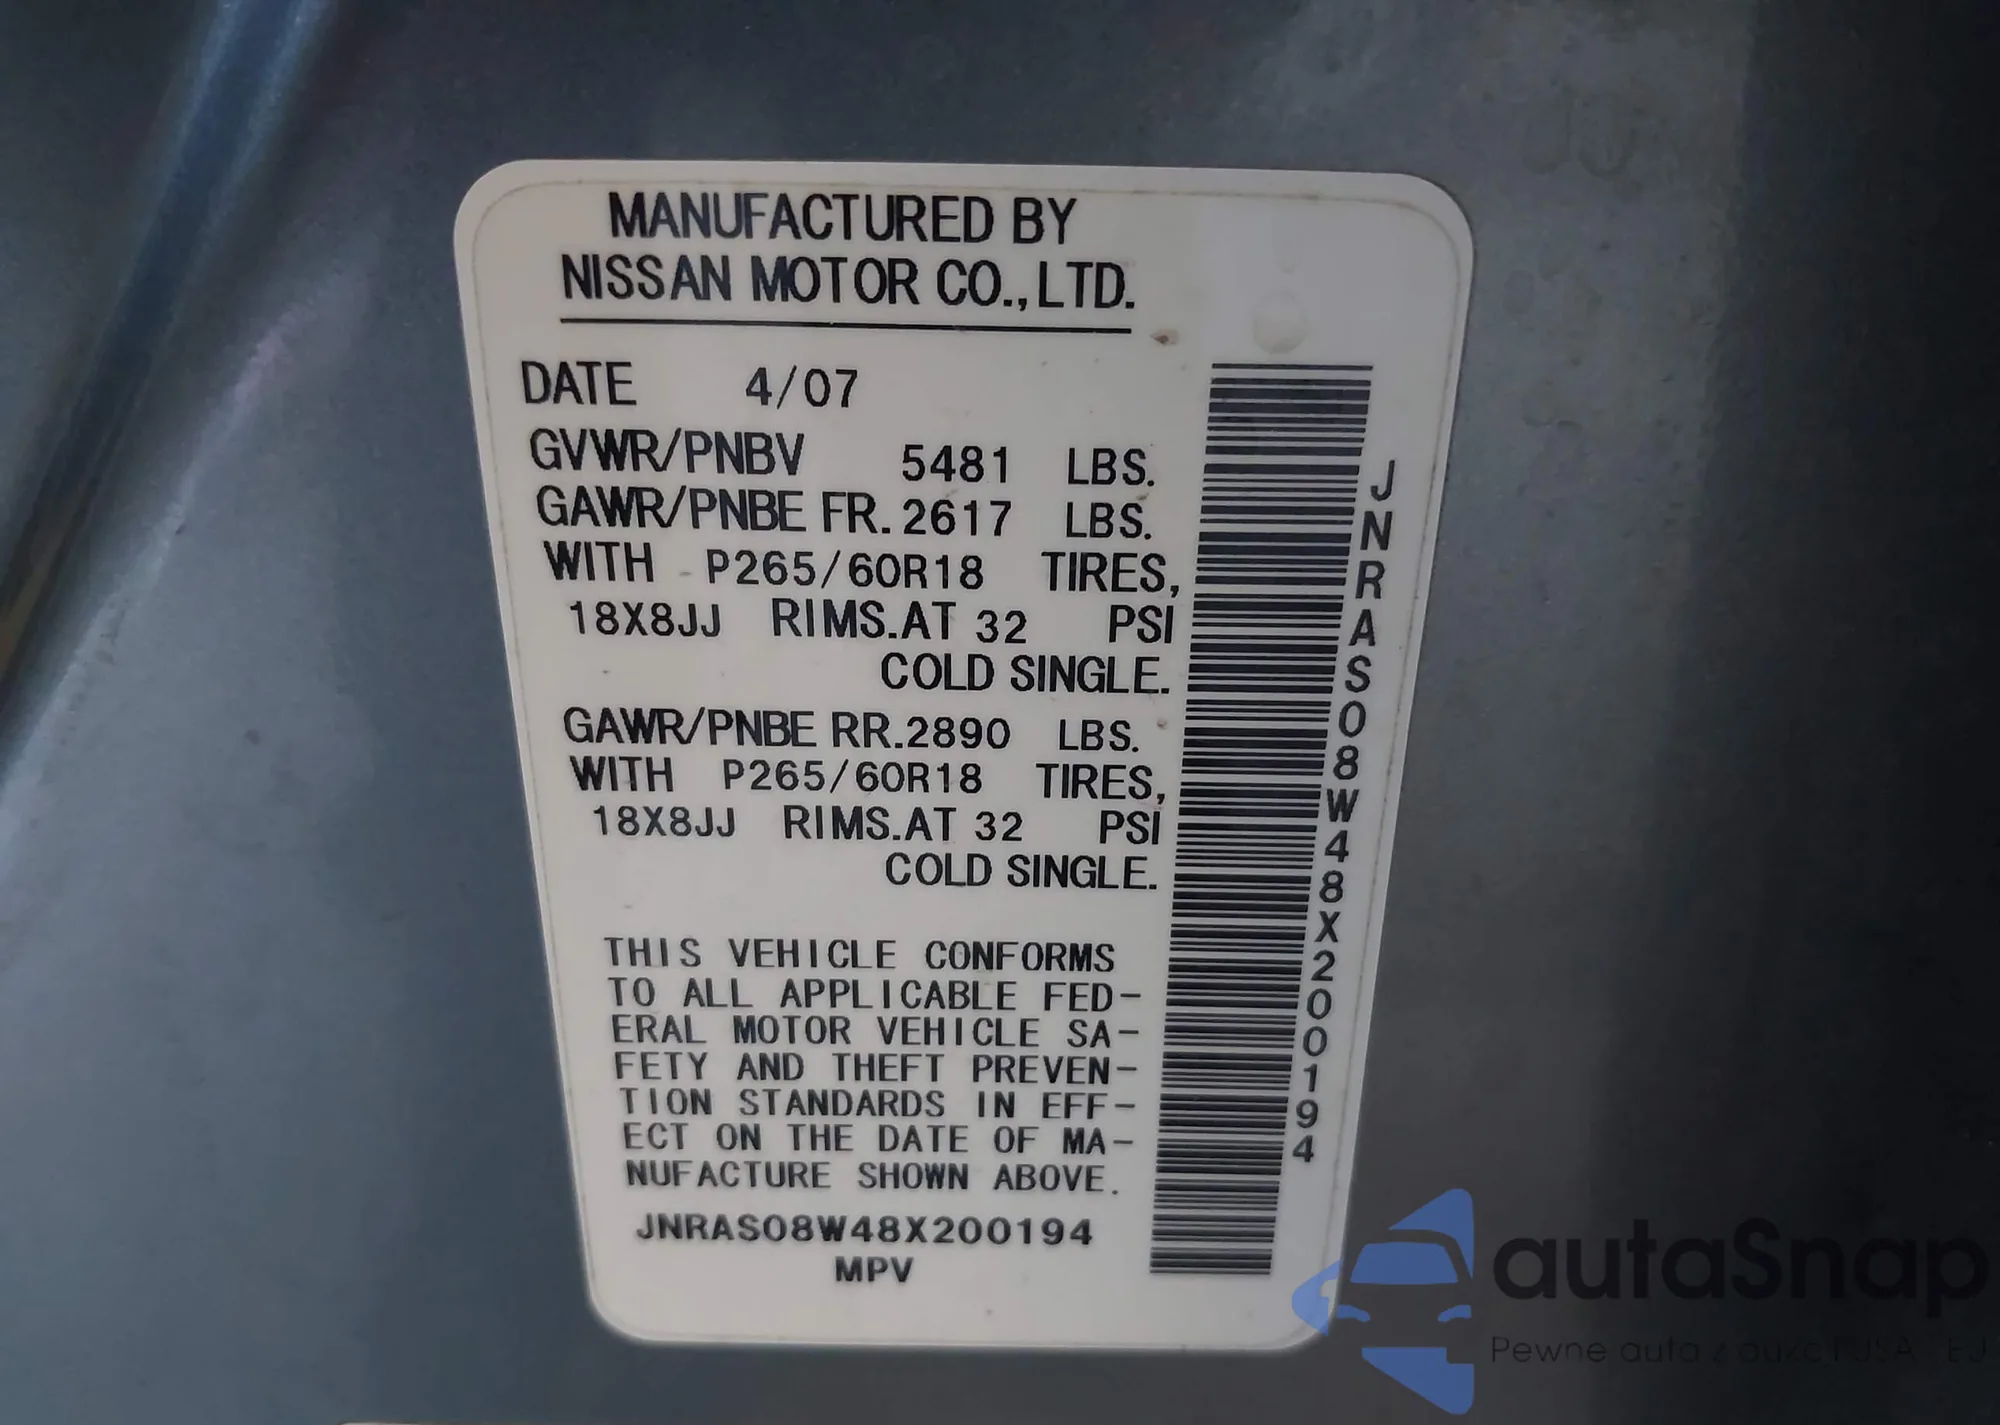 MANUFACTURED BY
NISSAN MOTOR CO., LTD.
DATE 4/07
GVWR/PNBV 5481 LBS.
GAWR/PNBE FR. 2617 LBS.
WITH P265/60R18 TIRES,
18X8JJ RIMS.AT 32 PSI
COLD SINGLE.
GAWR/PNBE RR.2890 LBS.
WITH P265/60R18 TIRES,
18X8JJ RIMS.AT 32 PSI
COLD SINGLE.
THIS VEHICLE CONFORMS
TO ALL APPLICABLE FED-
ERAL MOTOR VEHICLE SA-
FETY AND THEFT PREVEN-
TION STANDARDS IN EFF-
ECT ON THE DATE OF MA-
NUFACTURE SHOWN ABOVE.
JNRAS08W48X200194
MPV
JNRAS08W48X200194
autaSnap
Pewne auta z aukcji USA